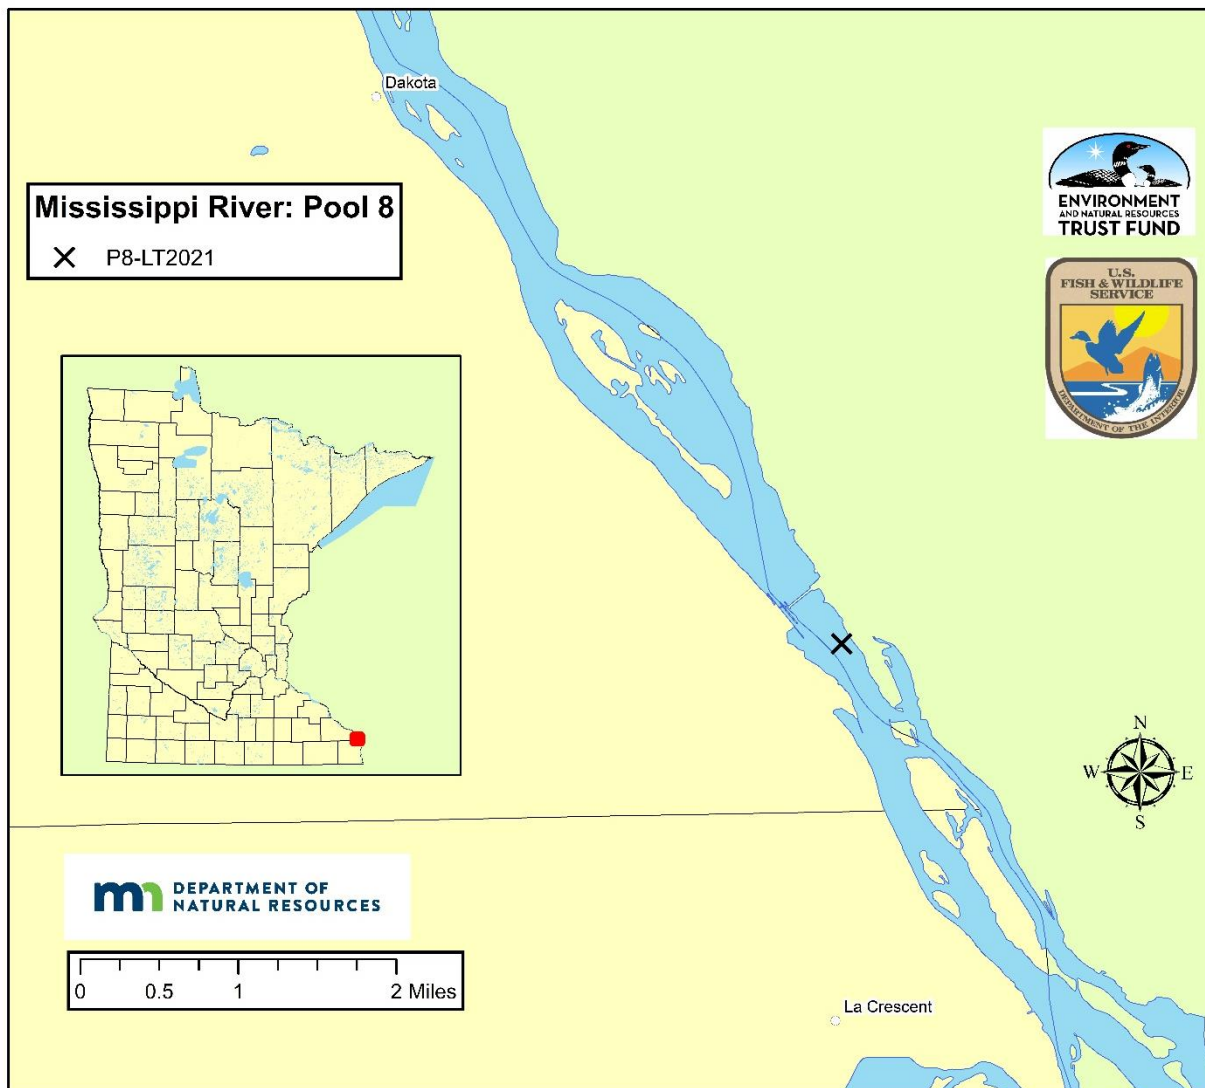 Dakota
Mississippi River: Pool 8
P8-LT2021
ENVIRONMENT
AND NATURAL RESOURCES
TRUST FUND
U.S.
FISH & WILDLIFE
SERVICE
DEPARTMENT OF THE INTERIOR
N
W E
S
mn DEPARTMENT OF
NATURAL RESOURCES
0 0.5 1 2 Miles
La Crescent